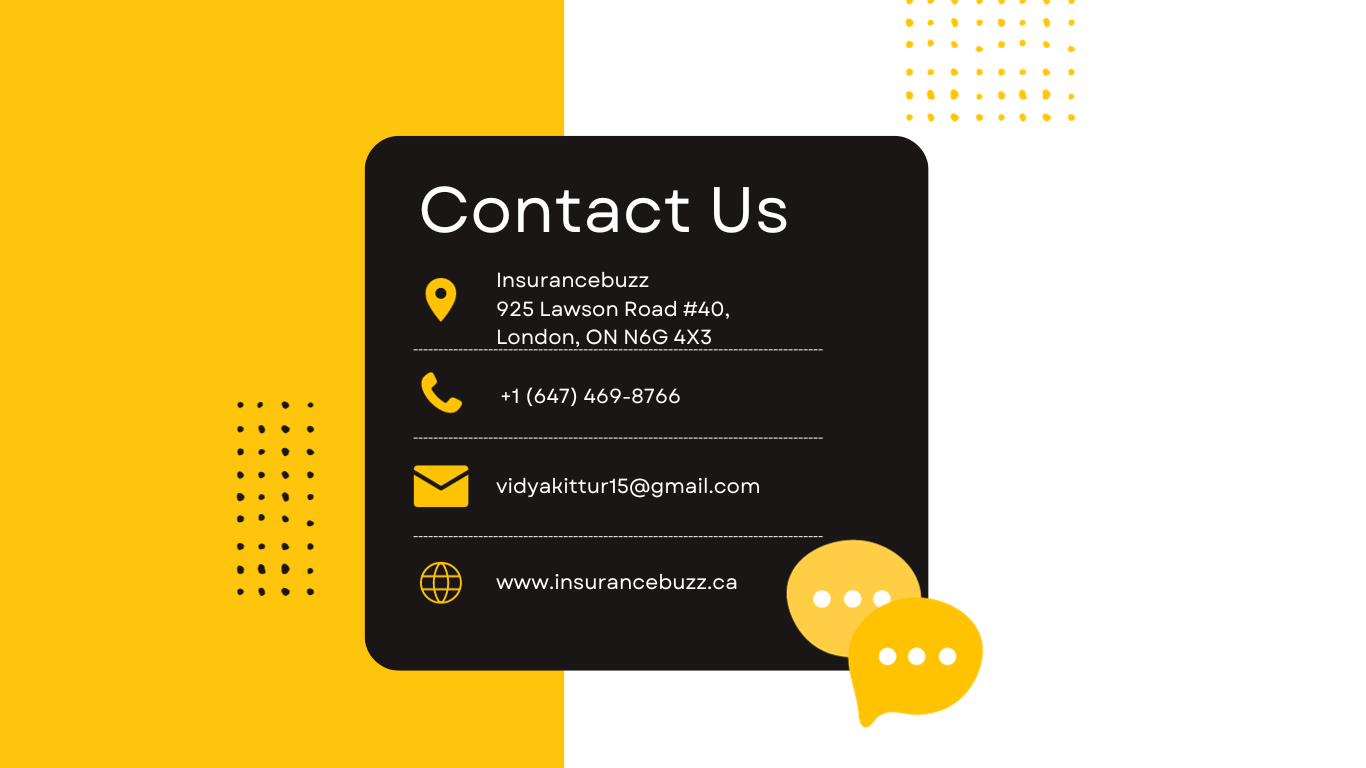 Contact Us
Insurancebuzz
925 Lawson Road #40,
London, ON N6G 4X3
+1 (647) 469-8766
vidyakittur15@gmail.com
www.insurancebuzz.ca